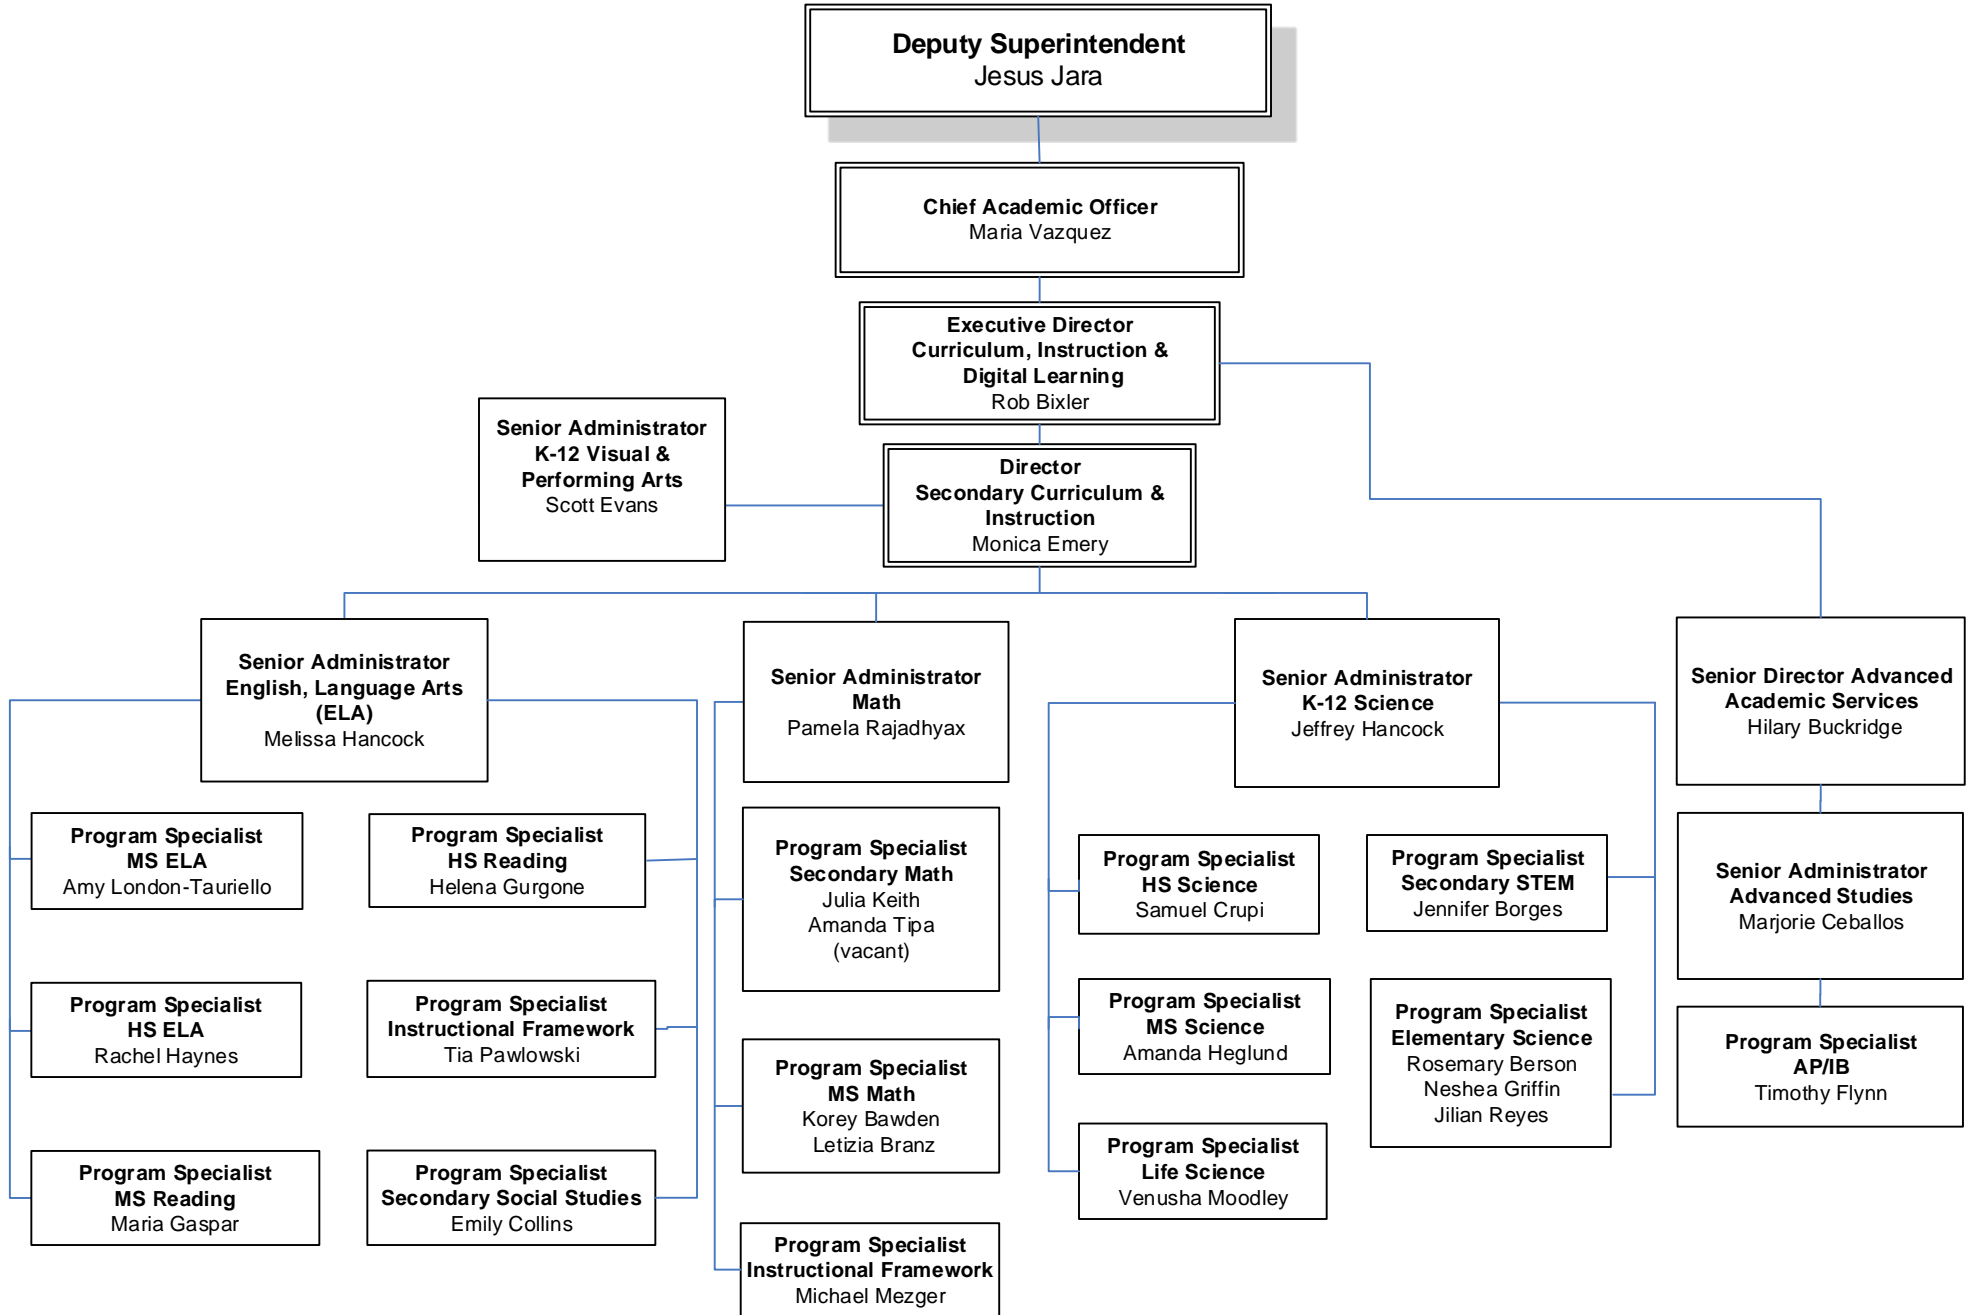 Deputy Superintendent
Jesus Jara
Chief Academic Officer
Maria Vazquez
Executive Director
Curriculum, Instruction &
Digital Learning
Rob Bixler
Senior Administrator
K-12 Visual &
Performing Arts
Scott Evans
Director
Secondary Curriculum &
Instruction
Monica Emery
Senior Administrator
English, Language Arts
(ELA)
Melissa Hancock
Senior Administrator
Math
Pamela Rajadhyax
Senior Administrator
K-12 Science
Jeffrey Hancock
Senior Director Advanced
Academic Services
Hilary Buckridge
Program Specialist
MS ELA
Amy London-Tauriello
Program Specialist
HS Reading
Helena Gurgone
Program Specialist
Secondary Math
Julia Keith
Amanda Tipa
(vacant)
Program Specialist
HS Science
Samuel Crupi
Program Specialist
Secondary STEM
Jennifer Borges
Senior Administrator
Advanced Studies
Marjorie Ceballos
Program Specialist
HS ELA
Rachel Haynes
Program Specialist
Instructional Framework
Tia Pawlowski
Program Specialist
MS Math
Korey Bawden
Letizia Branz
Program Specialist
MS Science
Amanda Heglund
Program Specialist
Elementary Science
Rosemary Berson
Neshea Griffin
Jilian Reyes
Program Specialist
AP/IB
Timothy Flynn
Program Specialist
MS Reading
Maria Gaspar
Program Specialist
Secondary Social Studies
Emily Collins
Program Specialist
Life Science
Venusha Moodley
Program Specialist
Instructional Framework
Michael Mezger